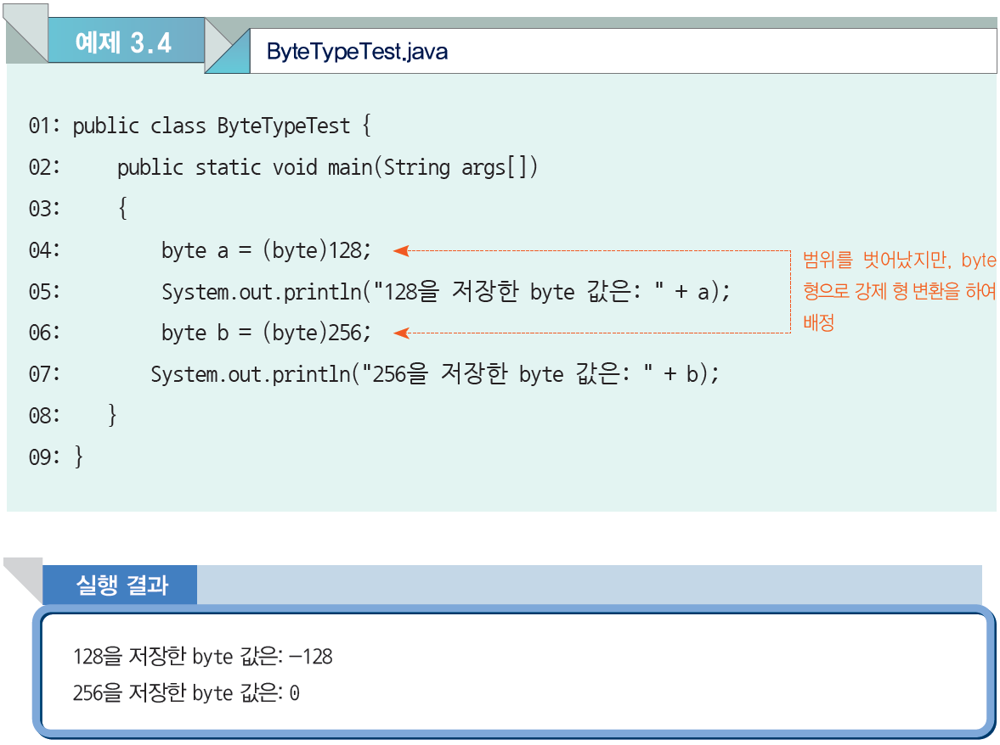 예제 3.4
ByteTypeTest.java
01: public class ByteTypeTest {
02:     public static void main(String args[])
03:     {
04:         byte a = (byte)128;
05:         System.out.println("128을 저장한 byte 값은: " + a);
06:         byte b = (byte)256;
07:        System.out.println("256을 저장한 byte 값은: " + b);
08:    }
09: }
범위를 벗어났지만, byte
형으로 강제 형 변환을 하여
배정
실행 결과
128을 저장한 byte 값은: –128
256을 저장한 byte 값은: 0